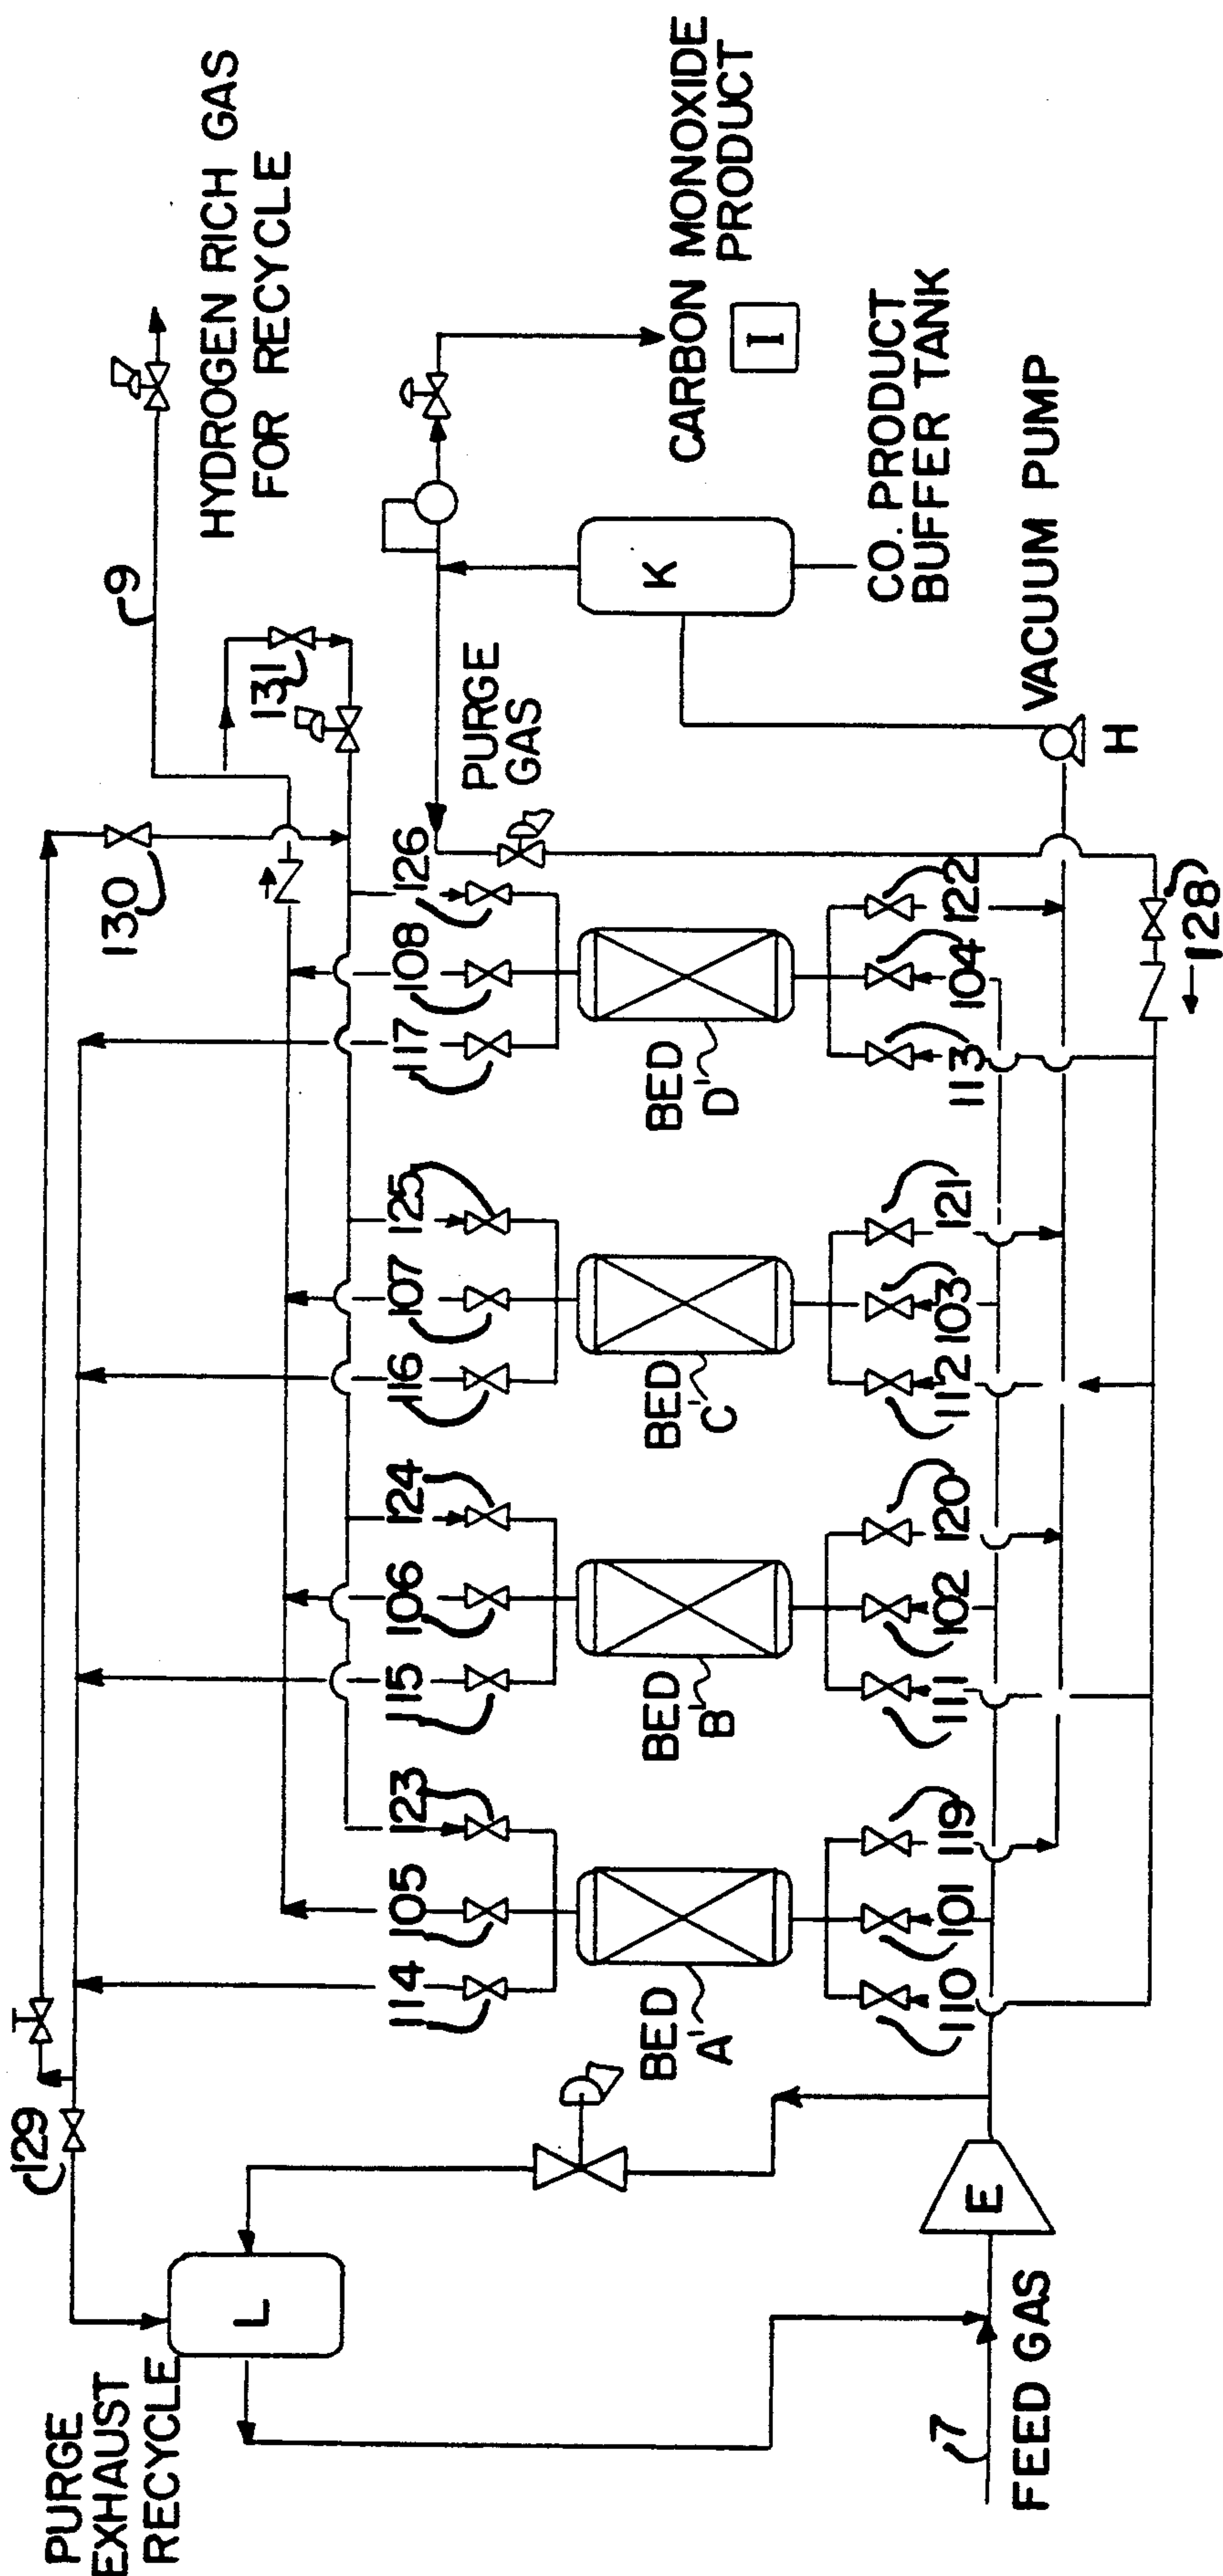 PURGE
EXHAUST
RECYCLE
129
L
130
9
HYDROGEN RICH GAS
FOR RECYCLE
131
114
105
123
115
106
124
116
107
125
117
108
126
PURGE
GAS
CARBON MONOXIDE
PRODUCT
I
K
CO. PRODUCT
BUFFER TANK
BED
'A'
BED
'B'
BED
'C'
BED
'D'
110
101
119
111
102
120
112
103
121
113
104
122
VACUUM PUMP
H
128
E
7
FEED GAS